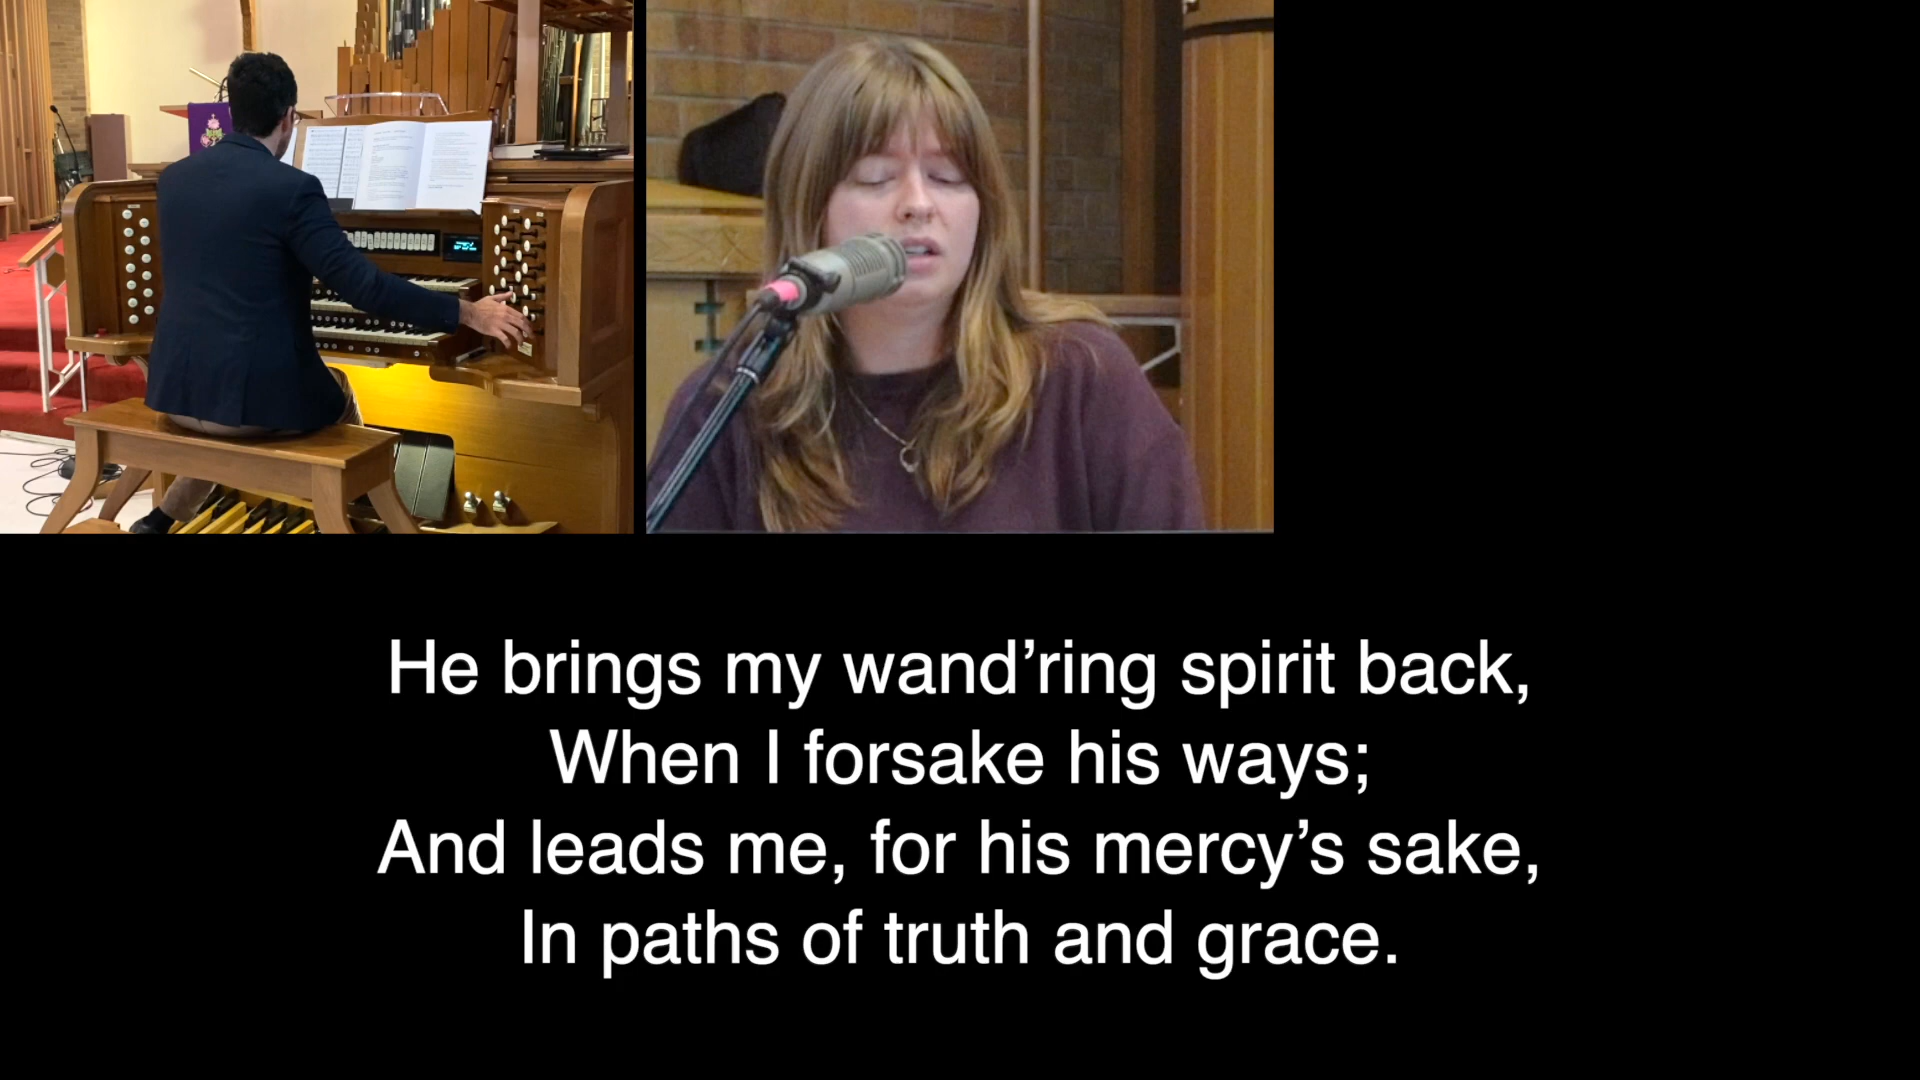 He brings my wand’ring spirit back,
When I forsake his ways;
And leads me, for his mercy’s sake,
In paths of truth and grace.